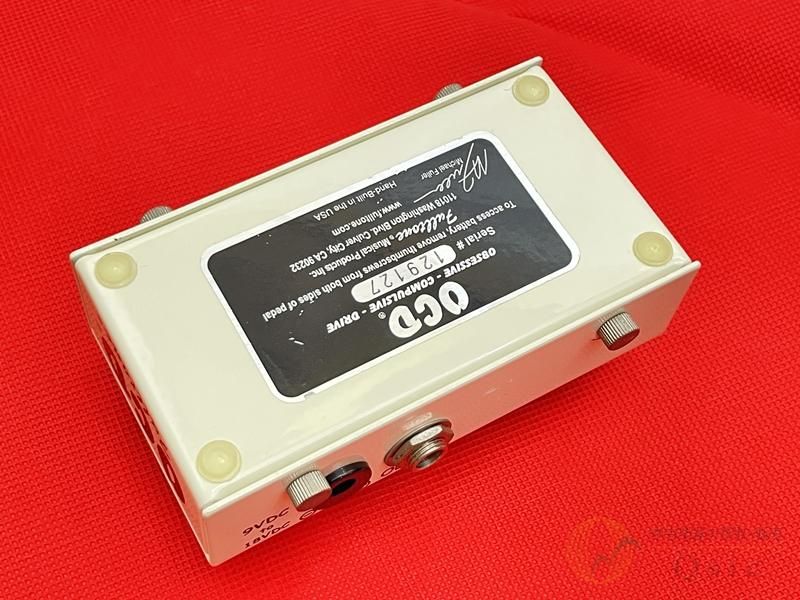 OCD®
OBSESSIVE - COMPULSIVE - DRIVE
Serial # 129127
To access battery, remove thumbscrews from both sides of pedal
Fulltone® Musical Products Inc.
11018 Washington Blvd. Culver City, CA 90232
www.fulltone.com
Michael Fuller Hand-Built in the USA
9VDC
to
18VDC